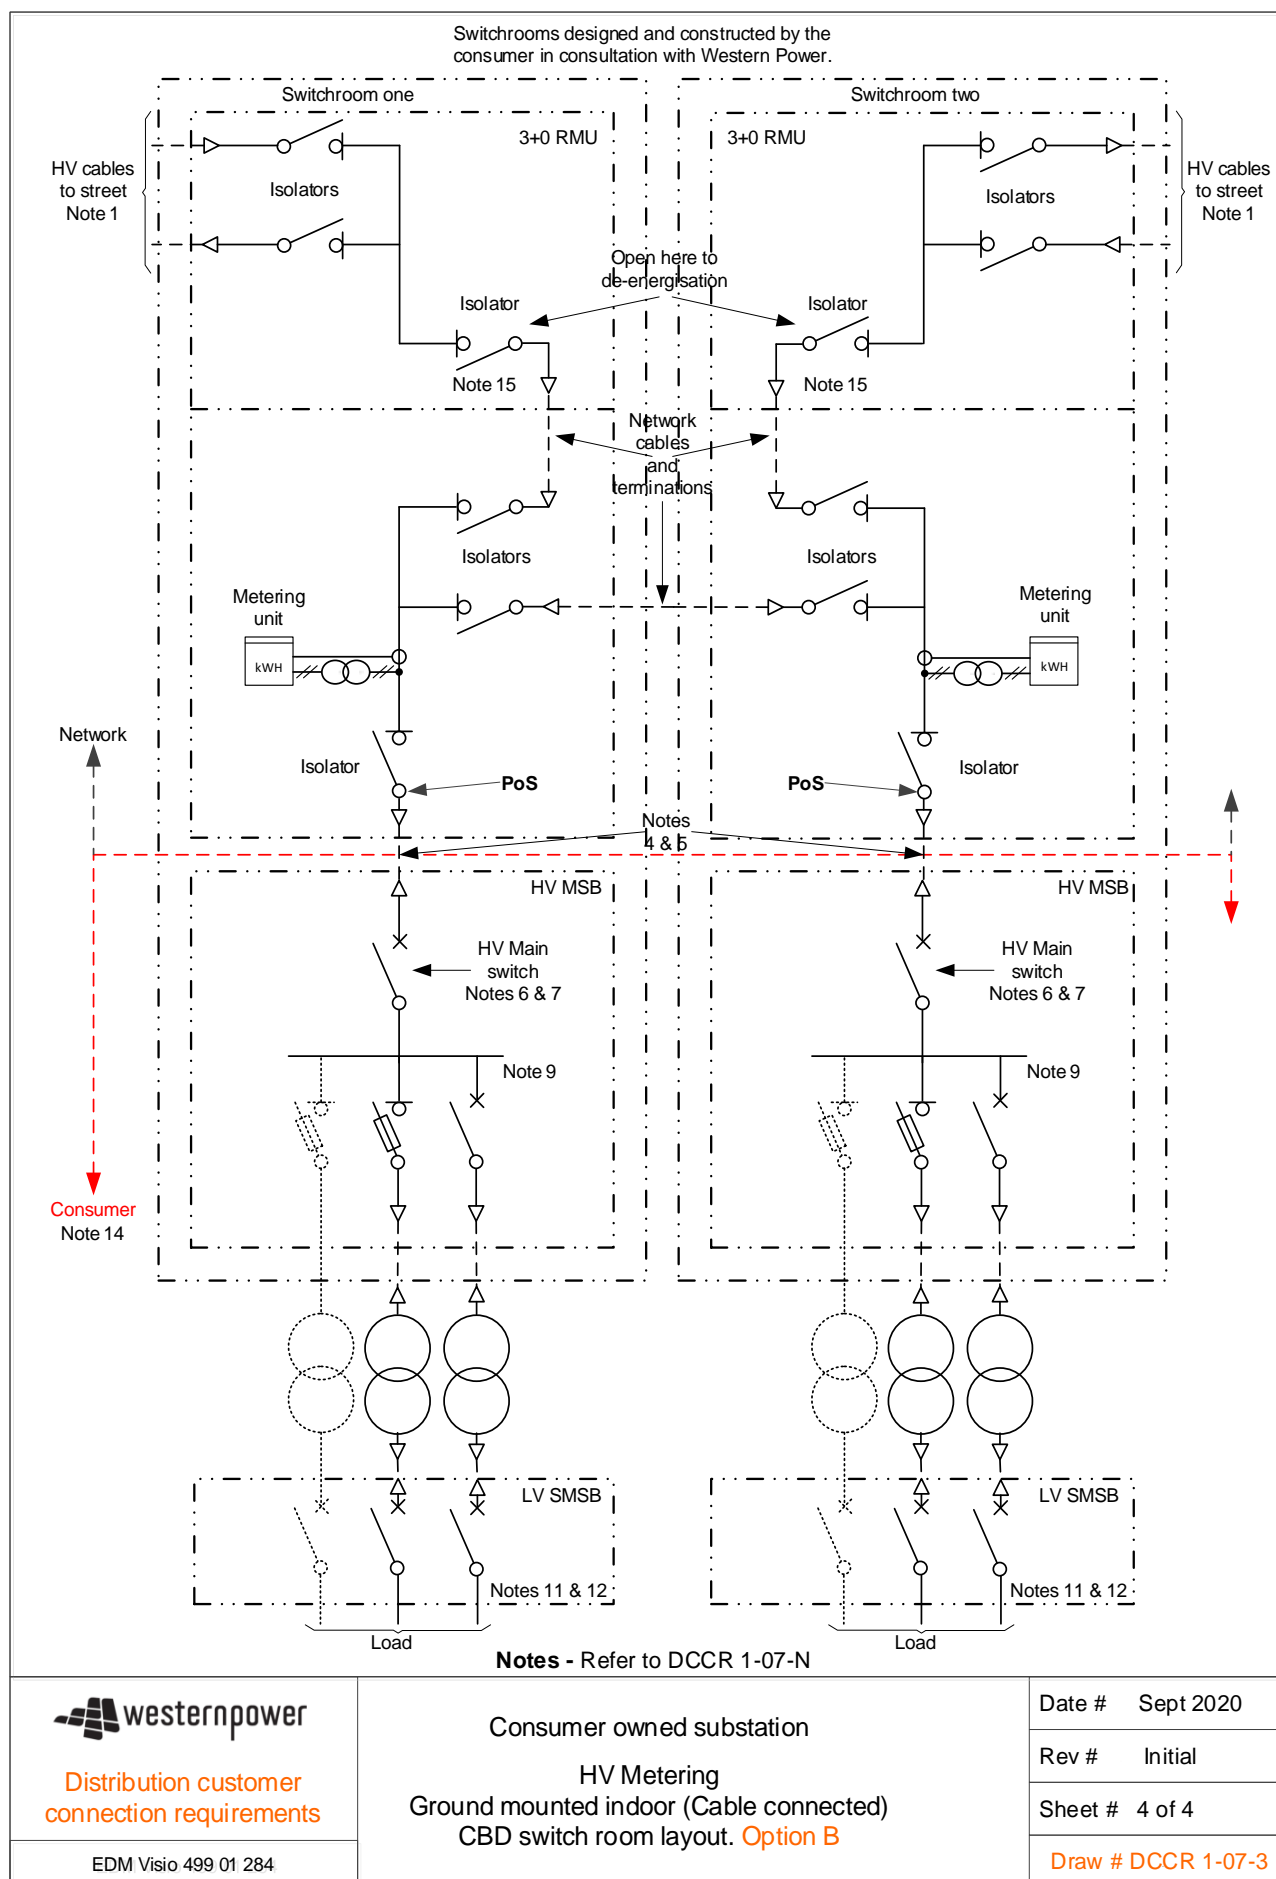 Switchrooms designed and constructed by the
consumer in consultation with Western Power.
Switchroom one
Switchroom two
3+0 RMU
3+0 RMU
HV cables
to street
Note 1
Isolators
Isolators
HV cables
to street
Note 1
Open here to
de-energisation
Isolator
Isolator
Note 15
Note 15
Network
cables
and
terminations
Isolators
Isolators
Metering
unit
kWH
Metering
unit
kWH
Network
Isolator
PoS
PoS
Isolator
Notes
4 & 5
HV MSB
HV MSB
HV Main
switch
Notes 6 & 7
HV Main
switch
Notes 6 & 7
Note 9
Note 9
Consumer
Note 14
LV SMSB
LV SMSB
Notes 11 & 12
Notes 11 & 12
Load
Load
Notes - Refer to DCCR 1-07-N
westernpower
Distribution customer
connection requirements
EDM Visio 499 01 284
Consumer owned substation
HV Metering
Ground mounted indoor (Cable connected)
CBD switch room layout. Option B
Date # Sept 2020
Rev # Initial
Sheet # 4 of 4
Draw # DCCR 1-07-3